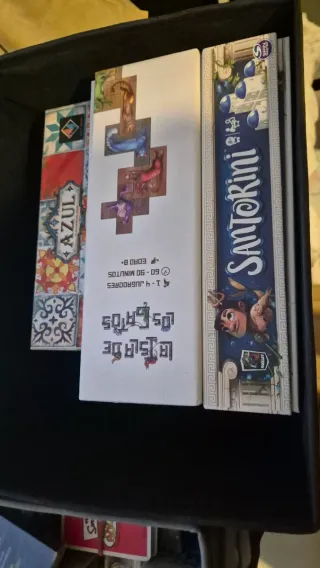 AZUL
LA ISLA DE
LOS GATOS
1 - 4 JUGADORES
60 - 90 MINUTOS
EDAD 8+
SANTORINI